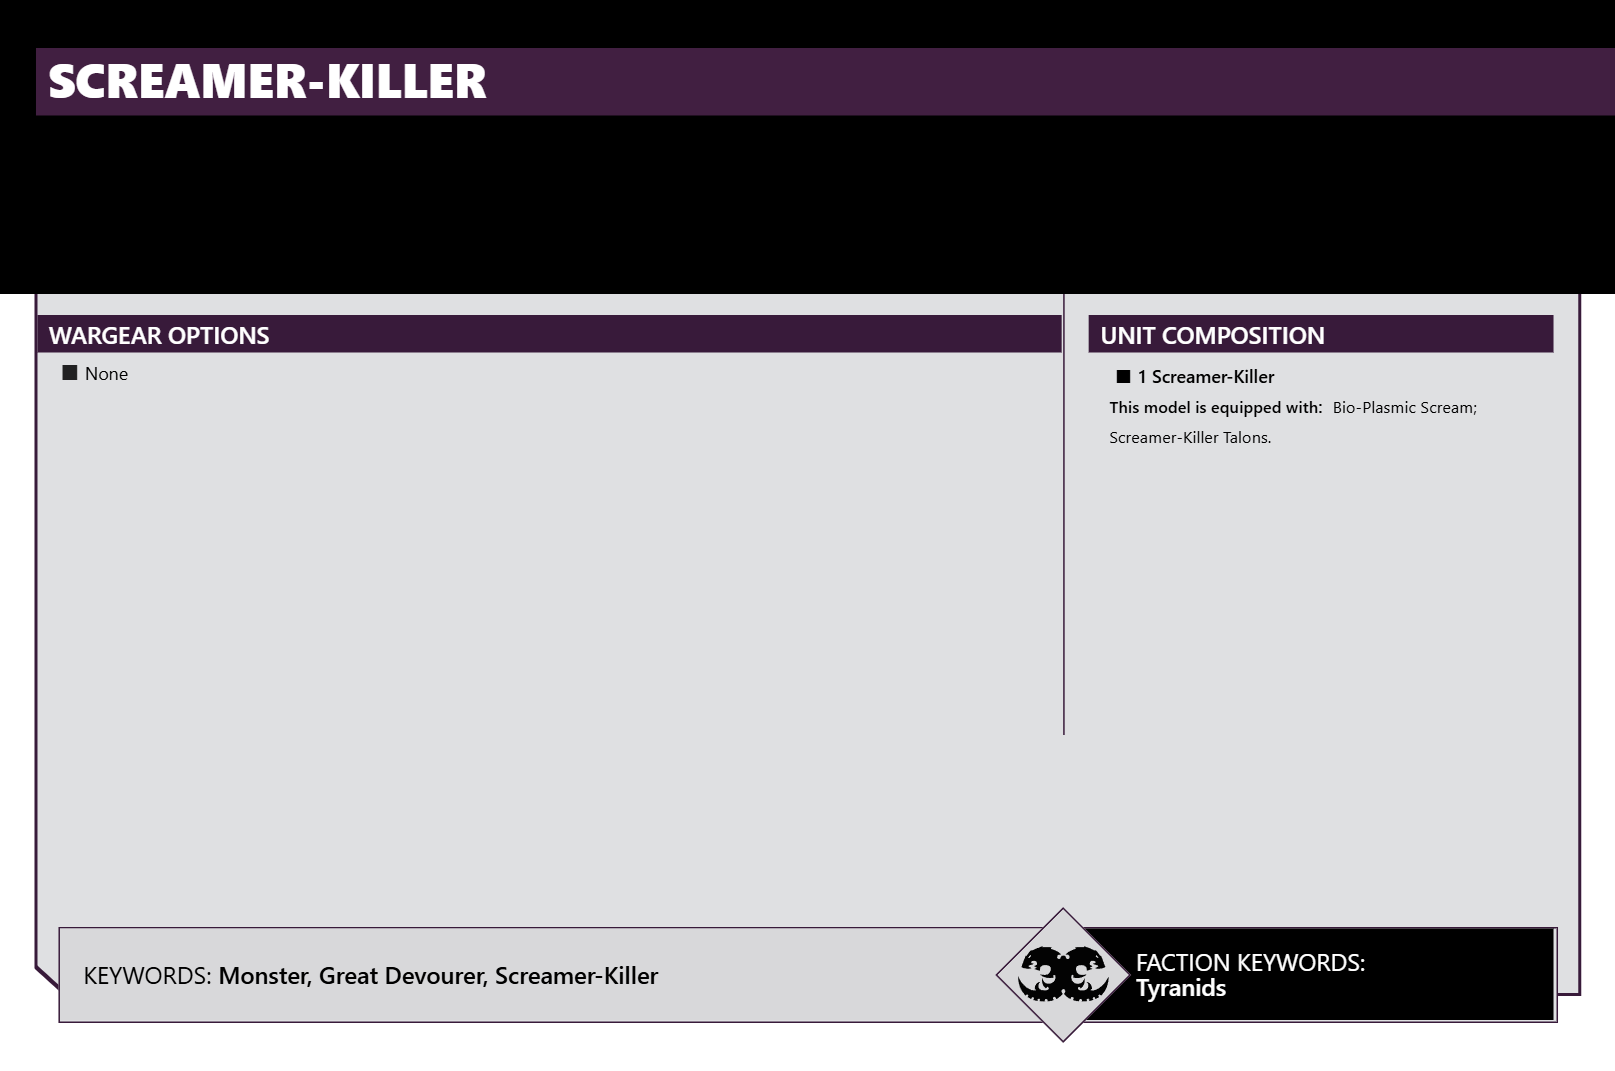 SCREAMER-KILLER
WARGEAR OPTIONS
■ None
UNIT COMPOSITION
■ 1 Screamer-Killer
This model is equipped with: Bio-Plasmic Scream;
Screamer-Killer Talons.
KEYWORDS: Monster, Great Devourer, Screamer-Killer
FACTION KEYWORDS:
Tyranids